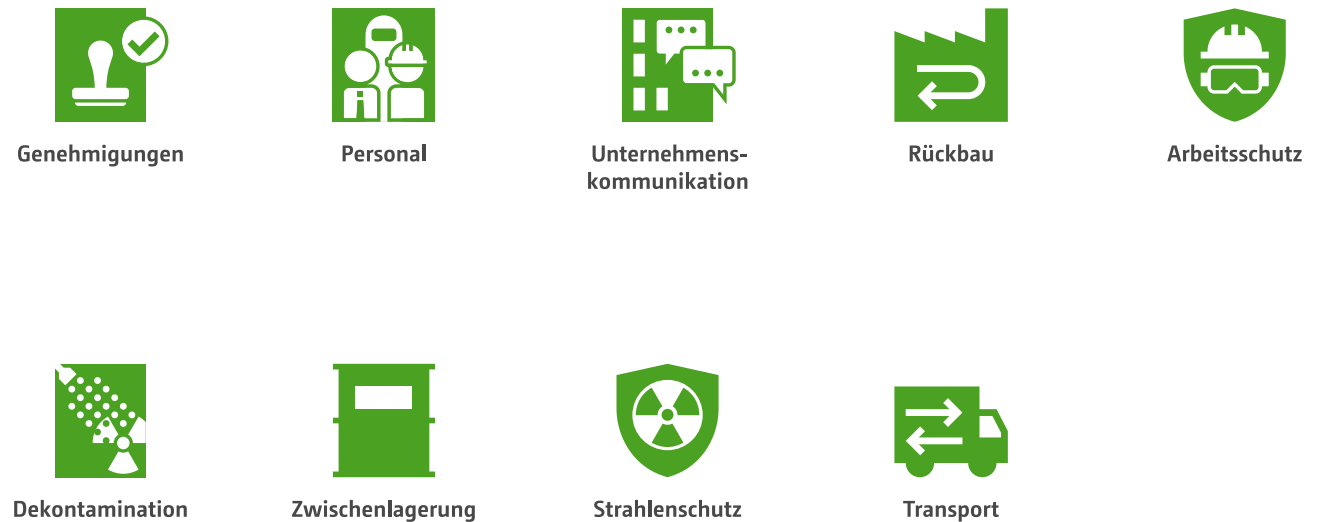 Genehmigungen
Personal
Unternehmens-
kommunikation
Rückbau
Arbeitsschutz
Dekontamination
Zwischenlagerung
Strahlenschutz
Transport